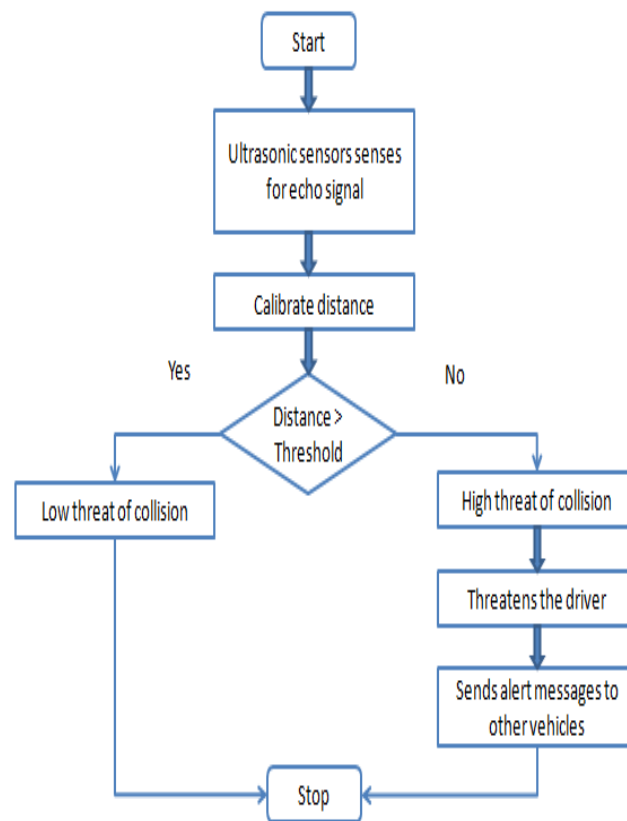 Start
Ultrasonic sensors senses
for echo signal
Calibrate distance
Yes
No
Distance >
Threshold
Low threat of collision
High threat of collision
Threatens the driver
Sends alert messages to
other vehicles
Stop